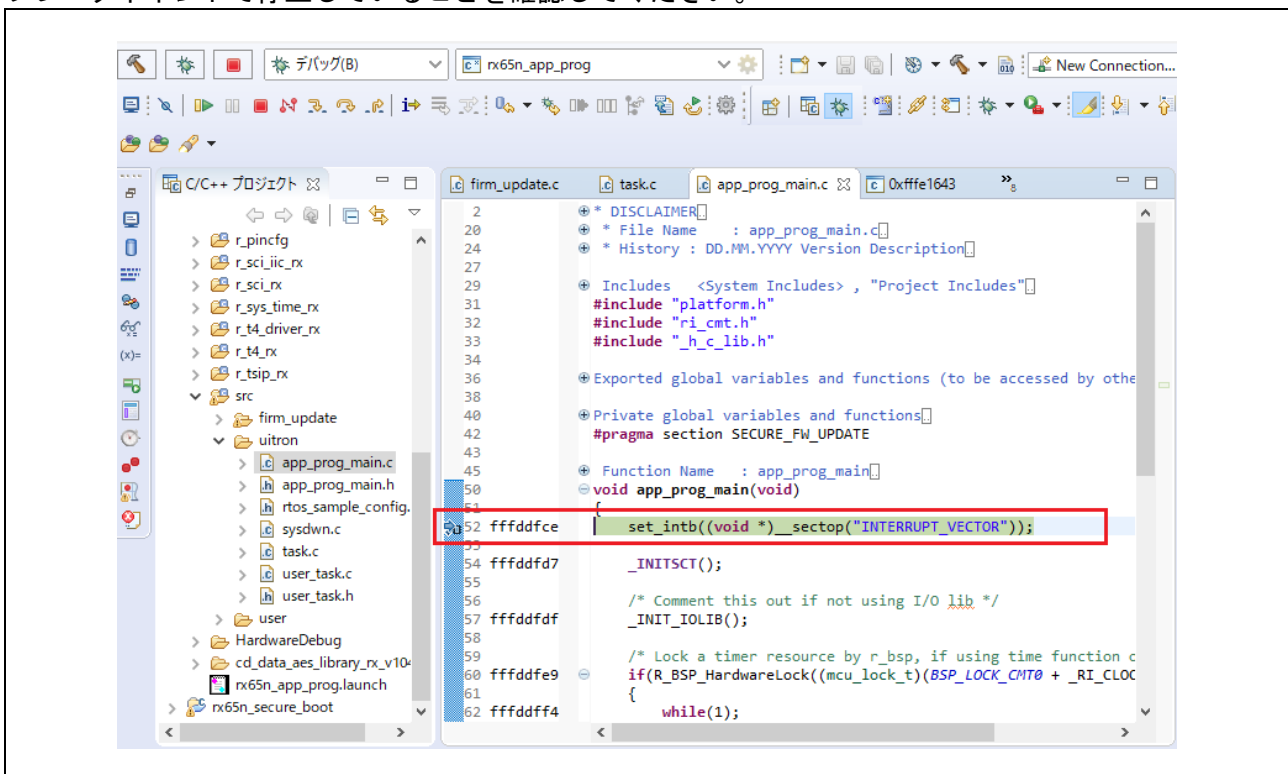 デバッグ(B)
rx65n_app_prog
New Connection...
C/C++ プロジェクト
firm_update.c
task.c
app_prog_main.c
0xfffe1643
»8
r_pincfg
r_sci_iic_rx
r_sci_rx
r_sys_time_rx
r_t4_driver_rx
r_t4_rx
r_tsip_rx
src
firm_update
uitron
app_prog_main.c
app_prog_main.h
rtos_sample_config.
sysdwn.c
task.c
user_task.c
user_task.h
user
HardwareDebug
cd_data_aes_library_rx_v104
rx65n_app_prog.launch
rx65n_secure_boot
2 * DISCLAIMER
20 * File Name : app_prog_main.c
24 * History : DD.MM.YYYY Version Description
27
29 Includes <System Includes> , "Project Includes"
31 #include "platform.h"
32 #include "ri_cmt.h"
33 #include "_h_c_lib.h"
34
36 Exported global variables and functions (to be accessed by othe
38
40 Private global variables and functions
42 #pragma section SECURE_FW_UPDATE
43
45 Function Name : app_prog_main
50 void app_prog_main(void)
51 {
52 fffddfce set_intb((void *)__sectop("INTERRUPT_VECTOR"));
53
54 fffddfd7 _INITSCT();
55
56 /* Comment this out if not using I/O lib */
57 fffddfdf _INIT_IOLIB();
58
59 /* Lock a timer resource by r_bsp, if using time function c
60 fffddfe9 if(R_BSP_HardwareLock((mcu_lock_t)(BSP_LOCK_CMT0 + _RI_CLOC
61 {
62 fffddff4 while(1);